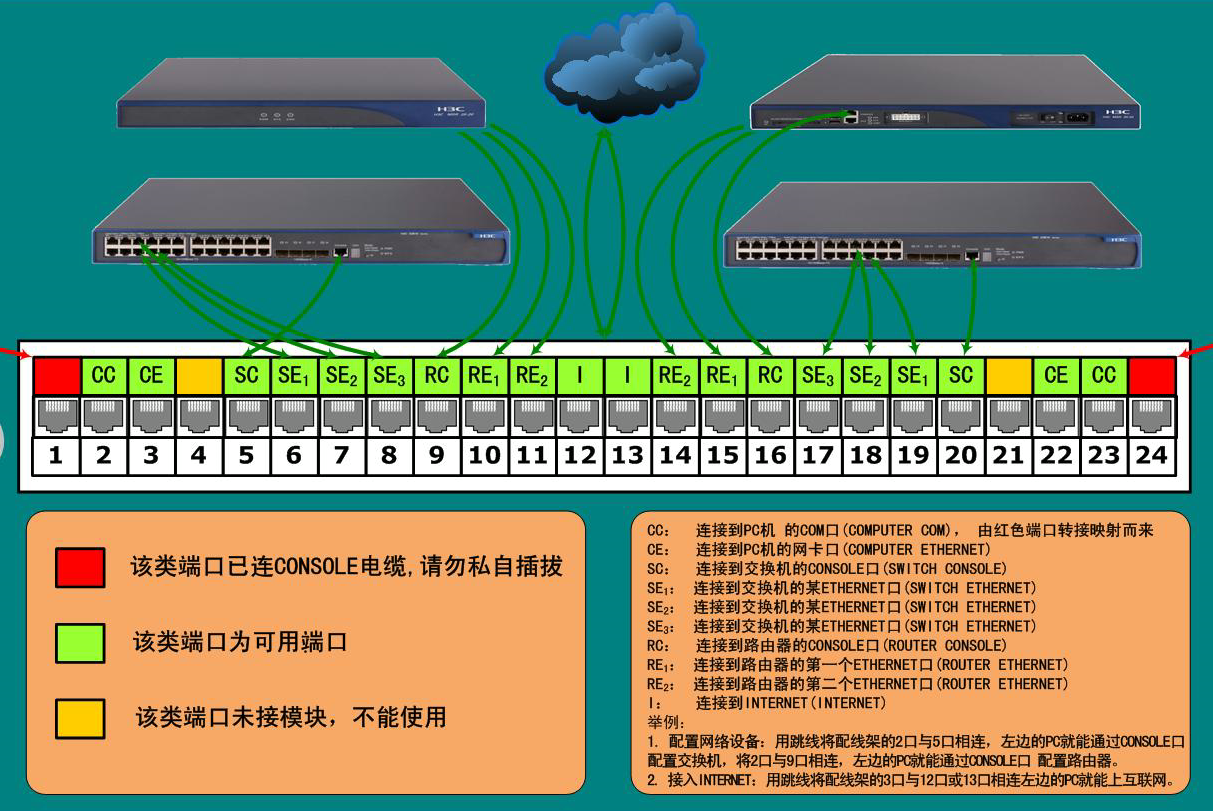 H3C
H3C
H3C
H3C
CC CE SC SE1 SE2 SE3 RC RE1 RE2 I I RE2 RE1 RC SE3 SE2 SE1 SC CE CC
1 2 3 4 5 6 7 8 9 10 11 12 13 14 15 16 17 18 19 20 21 22 23 24
该类端口已连CONSOLE电缆,请勿私自插拔
该类端口为可用端口
该类端口未接模块，不能使用
CC： 连接到PC机 的COM口(COMPUTER COM)， 由红色端口转接映射而来
CE： 连接到PC机的网卡口(COMPUTER ETHERNET)
SC： 连接到交换机的CONSOLE口(SWITCH CONSOLE)
SE1： 连接到交换机的某ETHERNET口(SWITCH ETHERNET)
SE2： 连接到交换机的某ETHERNET口(SWITCH ETHERNET)
SE3： 连接到交换机的某ETHERNET口(SWITCH ETHERNET)
RC： 连接到路由器的CONSOLE口(ROUTER CONSOLE)
RE1： 连接到路由器的第一个ETHERNET口(ROUTER ETHERNET)
RE2： 连接到路由器的第二个ETHERNET口(ROUTER ETHERNET)
I： 连接到INTERNET(INTERNET)
举例：
1. 配置网络设备：用跳线将配线架的2口与5口相连，左边的PC就能通过CONSOLE口
配置交换机，将2口与9口相连，左边的PC就能通过CONSOLE口 配置路由器。
2. 接入INTERNET：用跳线将配线架的3口与12口或13口相连左边的PC就能上互联网。